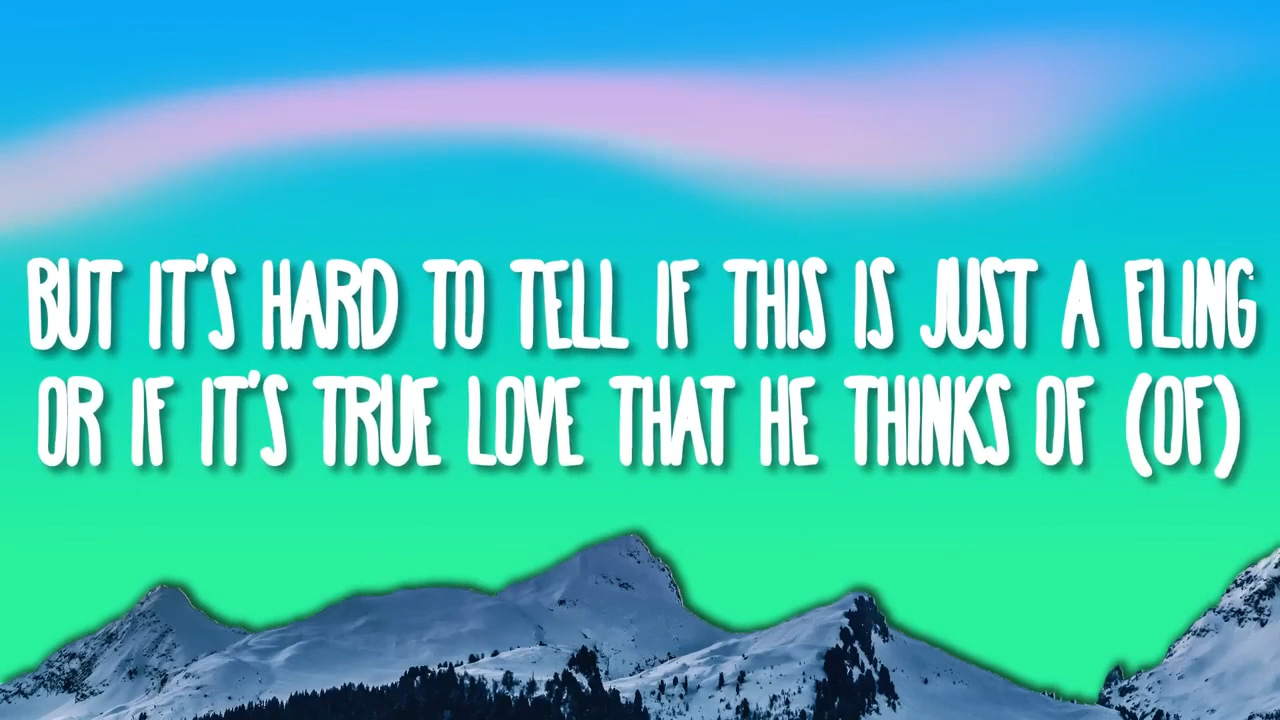 BUT IT'S HARD TO TELL IF THIS IS JUST A FLING
OR IF IT'S TRUE LOVE THAT HE THINKS OF (OF)